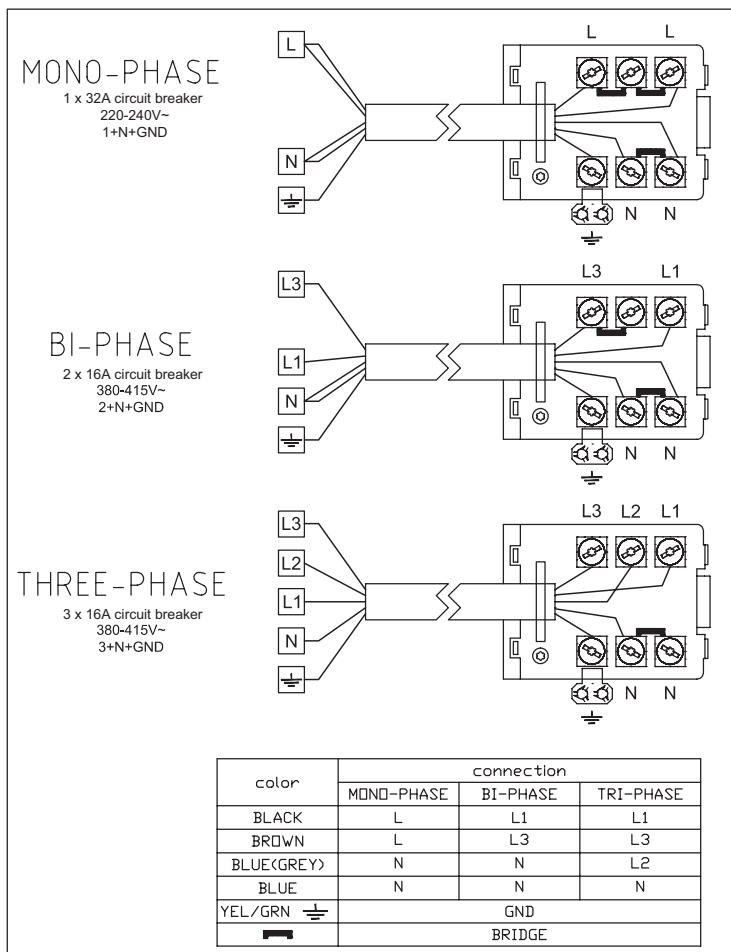 L L
L
MONO-PHASE
1 x 32A circuit breaker
220-240V~
1+N+GND
N
N N
L3 L1
L3
BI-PHASE
2 x 16A circuit breaker
380-415V~
2+N+GND
L1
N
N N
L3 L2 L1
L3
L2
THREE-PHASE
3 x 16A circuit breaker
380-415V~
3+N+GND
L1
N
N N
color connection
MONO-PHASE BI-PHASE TRI-PHASE
BLACK L L1 L1
BROWN L L3 L3
BLUE(GREY) N N L2
BLUE N N N
YEL/GRN GND
BRIDGE